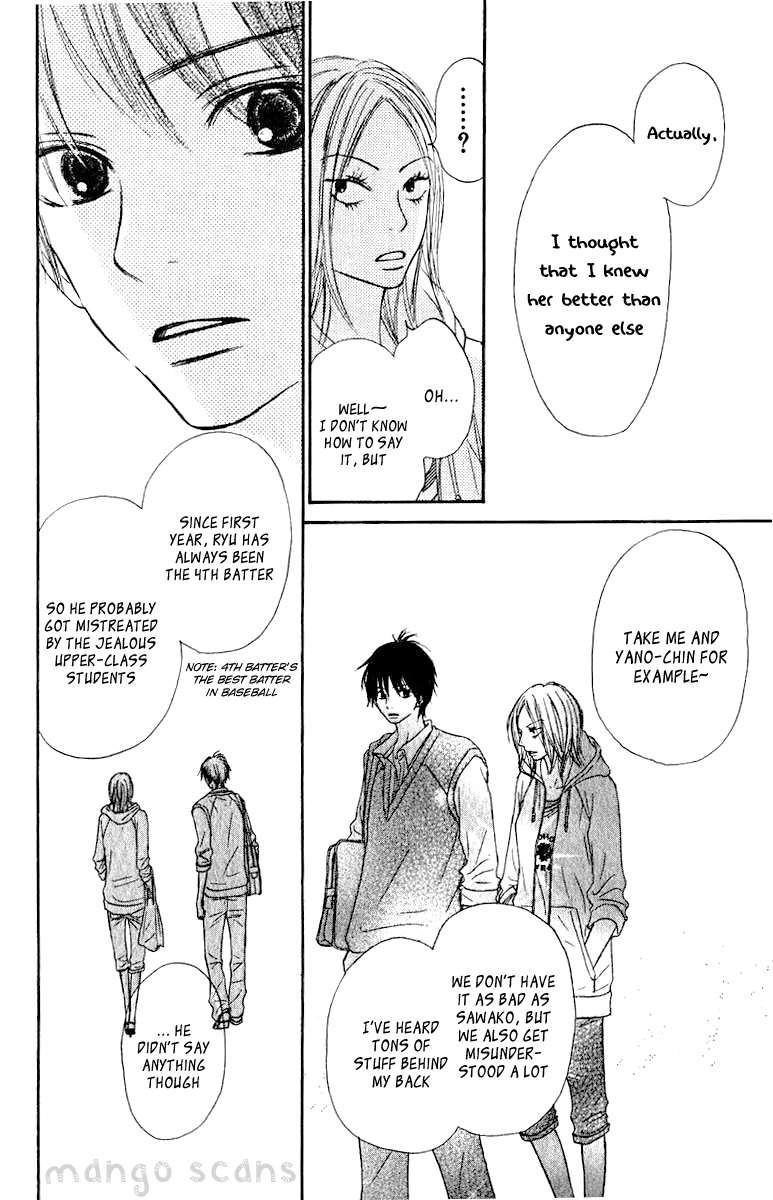 Actually,
I thought
that I knew
her better than
anyone else
......?
OH...
WELL~
I DON'T KNOW
HOW TO SAY
IT, BUT
TAKE ME AND
YANO-CHIN FOR
EXAMPLE~
WE DON'T HAVE
IT AS BAD AS
SAWAKO, BUT
WE ALSO GET
MISUNDER-
STOOD A LOT
I'VE HEARD
TONS OF
STUFF BEHIND
MY BACK
SINCE FIRST
YEAR, RYU HAS
ALWAYS BEEN
THE 4TH BATTER
NOTE: 4TH BATTER'S
THE BEST BATTER
IN BASEBALL
SO HE PROBABLY
GOT MISTREATED
BY THE JEALOUS
UPPER-CLASS
STUDENTS
... HE
DIDN'T SAY
ANYTHING
THOUGH
mango scans